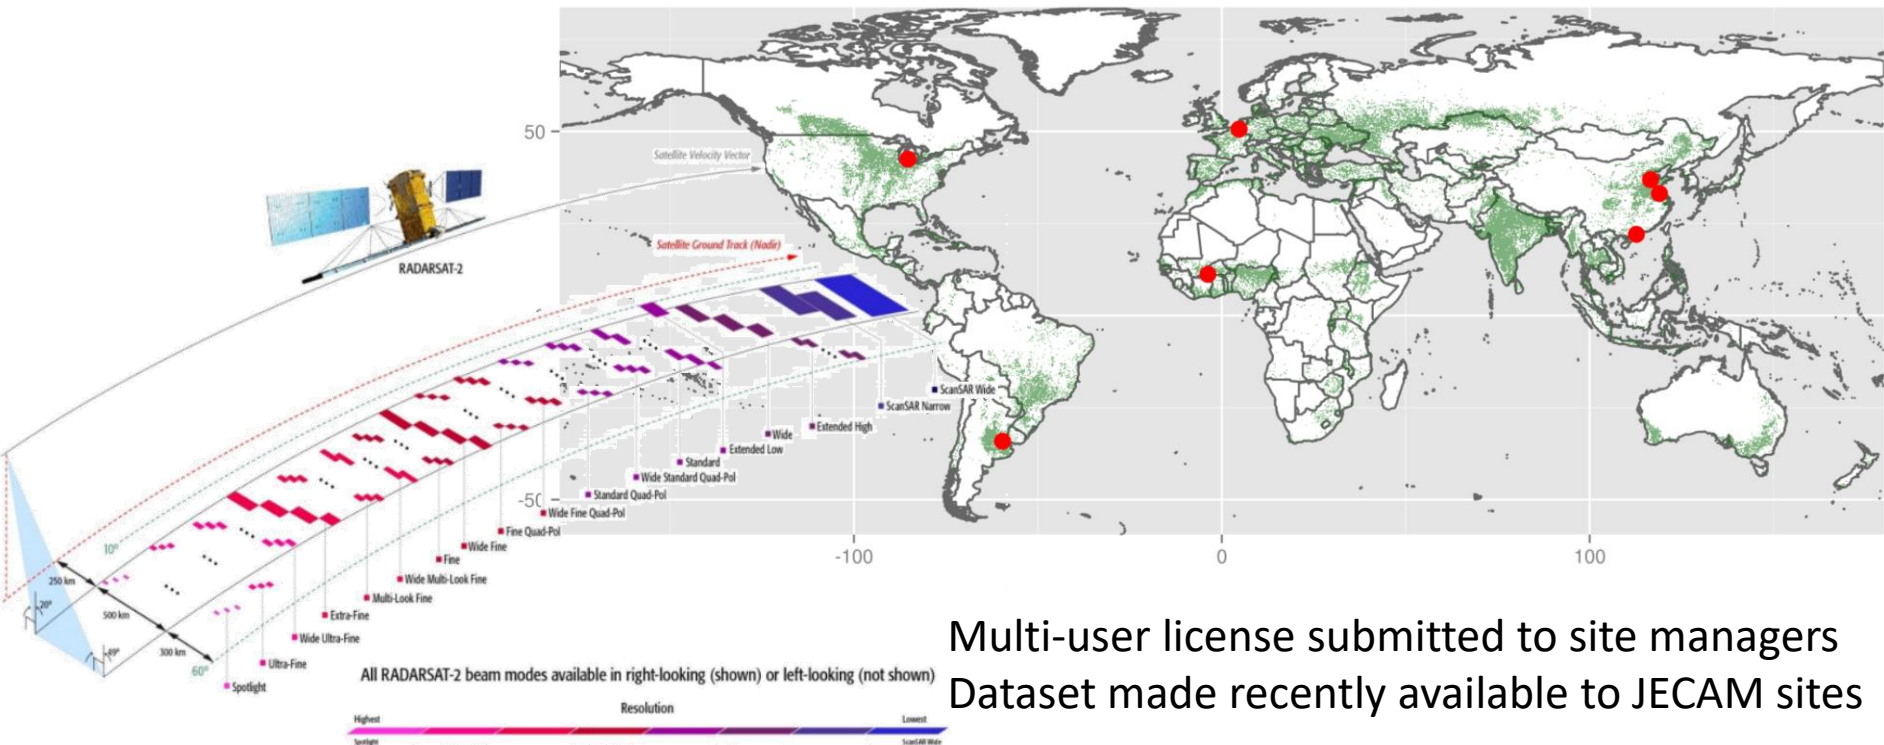 50
Satellite Velocity Vector
Satellite Ground Track (Nadir)
RADARSAT-2
ScanSAR Wide
ScanSAR Narrow
Extended High
Wide
Extended Low
Standard
Wide Standard Quad-Pol
Standard Quad-Pol
-50
Wide Fine Quad-Pol
Fine Quad-Pol
Wide Fine
Fine
Wide Multi-Look Fine
Multi-Look Fine
Extra-Fine
Wide Ultra-Fine
Ultra-Fine
Spotlight
-100
0
100
10°
250 km
20°
500 km
49°
300 km
60°
Multi-user license submitted to site managers
Dataset made recently available to JECAM sites
All RADARSAT-2 beam modes available in right-looking (shown) or left-looking (not shown)
Resolution
Highest
Lowest
Spotlight
ScanSAR Wide